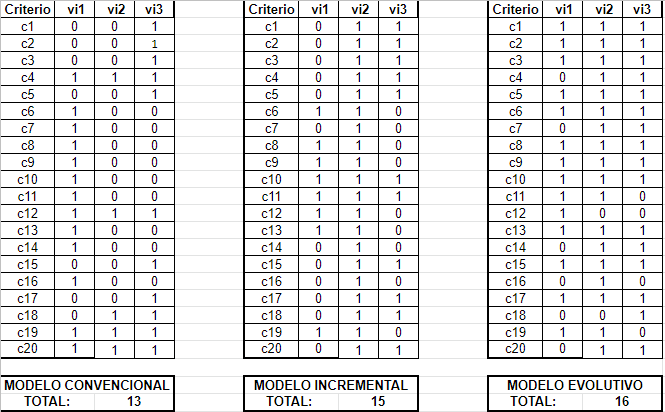 Criterio vi1 vi2 vi3
c1 0 0 1
c2 0 0 1
c3 0 0 1
c4 1 1 1
c5 0 0 1
c6 1 0 0
c7 1 0 0
c8 1 0 0
c9 1 0 0
c10 1 0 0
c11 1 0 0
c12 1 1 1
c13 1 0 0
c14 1 0 0
c15 0 0 1
c16 1 0 0
c17 0 0 1
c18 0 1 1
c19 1 1 1
c20 1 1 1
MODELO CONVENCIONAL
TOTAL: 13
Criterio vi1 vi2 vi3
c1 0 1 1
c2 0 1 1
c3 0 1 1
c4 0 1 1
c5 0 1 1
c6 1 1 0
c7 0 1 0
c8 1 1 0
c9 1 1 0
c10 1 1 1
c11 1 1 1
c12 1 1 0
c13 1 1 0
c14 0 1 0
c15 0 1 1
c16 0 1 0
c17 0 1 1
c18 0 1 1
c19 1 1 0
c20 0 1 1
MODELO INCREMENTAL
TOTAL: 15
Criterio vi1 vi2 vi3
c1 1 1 1
c2 1 1 1
c3 1 1 1
c4 0 1 1
c5 1 1 1
c6 1 1 1
c7 0 1 1
c8 1 1 1
c9 1 1 1
c10 1 1 1
c11 1 1 0
c12 1 0 0
c13 1 1 1
c14 0 1 1
c15 1 1 1
c16 0 1 0
c17 1 1 1
c18 0 0 1
c19 1 1 0
c20 0 1 1
MODELO EVOLUTIVO
TOTAL: 16